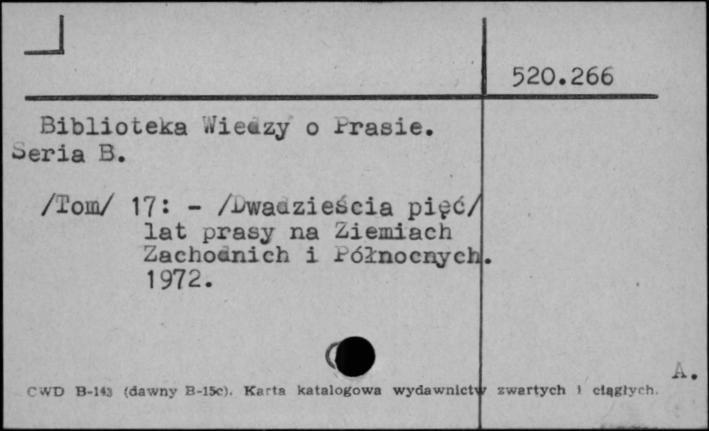 520.266
Biblioteka Wiedzy o Prasie.
Seria B.
/Tom/ 17: - /Dwadzieścia pięć/
lat prasy na Ziemiach
Zachodnich i Północnych.
1972.
A.
CWD B-143 (dawny B-15c). Karta katalogowa wydawnictw zwartych i ciągłych.